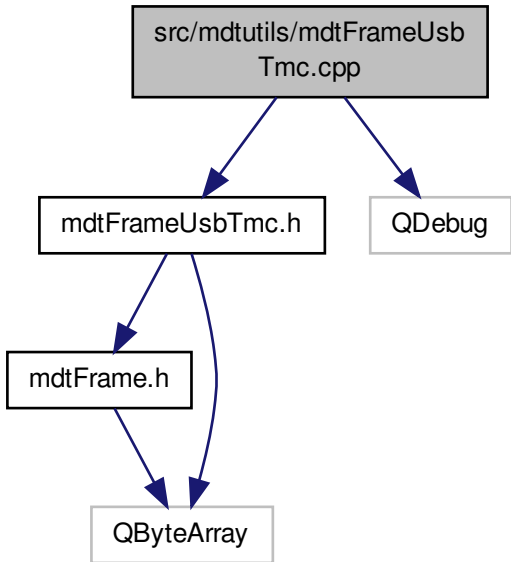 src/mdtutils/mdtFrameUsb
Tmc.cpp
mdtFrameUsbTmc.h
QDebug
mdtFrame.h
QByteArray